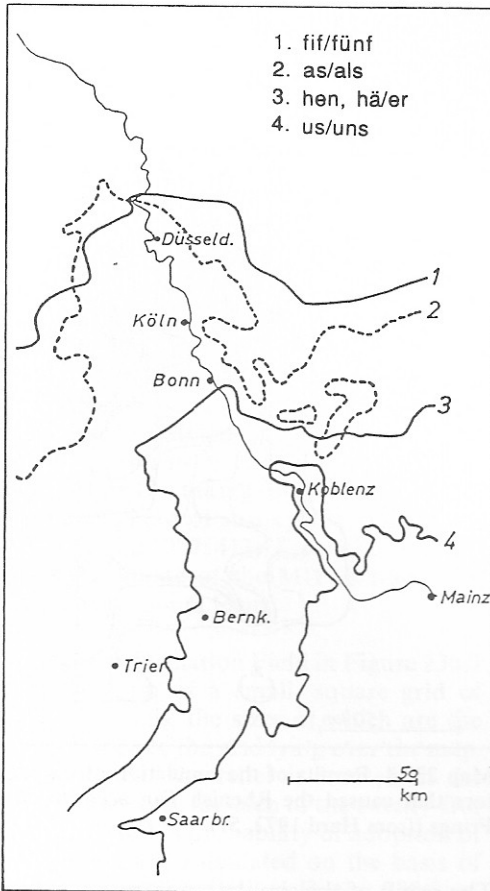 1. fif/fünf
2. as/als
3. hen, hä/er
4. us/uns
Düsseld.
1
2
Köln
Bonn
3
Koblenz
4
Mainz
Bernk.
Trier
50
km
Saarbr.